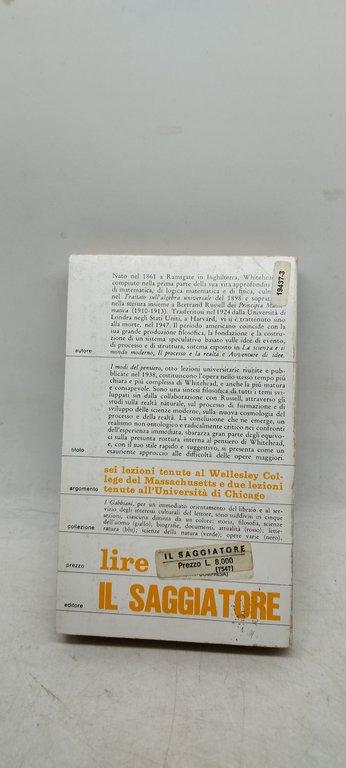 Nato nel 1861 a Ramsgate in Inghilterra, Whitehead
compiuto nella prima parte della sua vita approfonditi
di matematica, di logica matematica e di fisica, culm
nel Trattato sull'algebra universale del 1898 e soprat
nella stesura insieme a Bertrand Russell dei Principia Mathe
matica (1910-1913). Trasferitosi nel 1924 dalla Università di
Londra negli Stati Uniti, a Harvard, vi si è trattenuto sino
alla morte, nel 1947. Il periodo americano coincide con la
sua grande produzione filosofica, la fondazione e la costru-
zione di un sistema speculativo basato sulle idee di evento,
di processo e di struttura, sistema esposto in La scienza e il
autore
mondo moderno, Il processo e la realtà e Avventure di idee.
19437-3
I modi del pensiero, otto lezioni universitarie riunite e pub-
blicate nel 1938, costituiscono l'opera nello stesso tempo più
chiara e più complessa di Whitehead, e anche la più matura
e consapevole. Sono una sintesi filosofica di tutti i temi svi-
luppati sin dalla collaborazione con Russell, attraverso gli
studi sulla realtà naturale, sul processo di formazione e di
sviluppo delle scienze moderne, sulla nuova cosmologia del
processo e della realtà. La conclusione che ne emerge, un
realismo non ontologico e radicalmente critico nei confronti
dell'esperienza immediata, sbarazza gran parte degli equivo-
ci sulla presunta rottura interna al pensiero di Whitehead,
e, con il suo stile rapido e suggestivo, si presenta come un
titolo
esauriente approccio alle difficoltà delle opere maggiori.
sei lezioni tenute al Wellesley Col-
lege del Massachusetts e due lezioni
argomento
tenute all'Università di Chicago
I Gabbiani, per un immediato orientamento del libraio e al ser-
vizio degli interessi culturali del lettore, sono suddivisi in cinque
sezioni, ciascuna distinta da un colore: storia, filosofia, scienze
dell'uomo (giallo); biografie, documenti, attualità (rosso); lette-
collezione
ratura (blu); scienze della natura (verde); opere varie (nero).
prezzo
lire
IL SAGGIATORE
Prezzo L. 8.000
(7547)
editore
IL SAGGIATORE